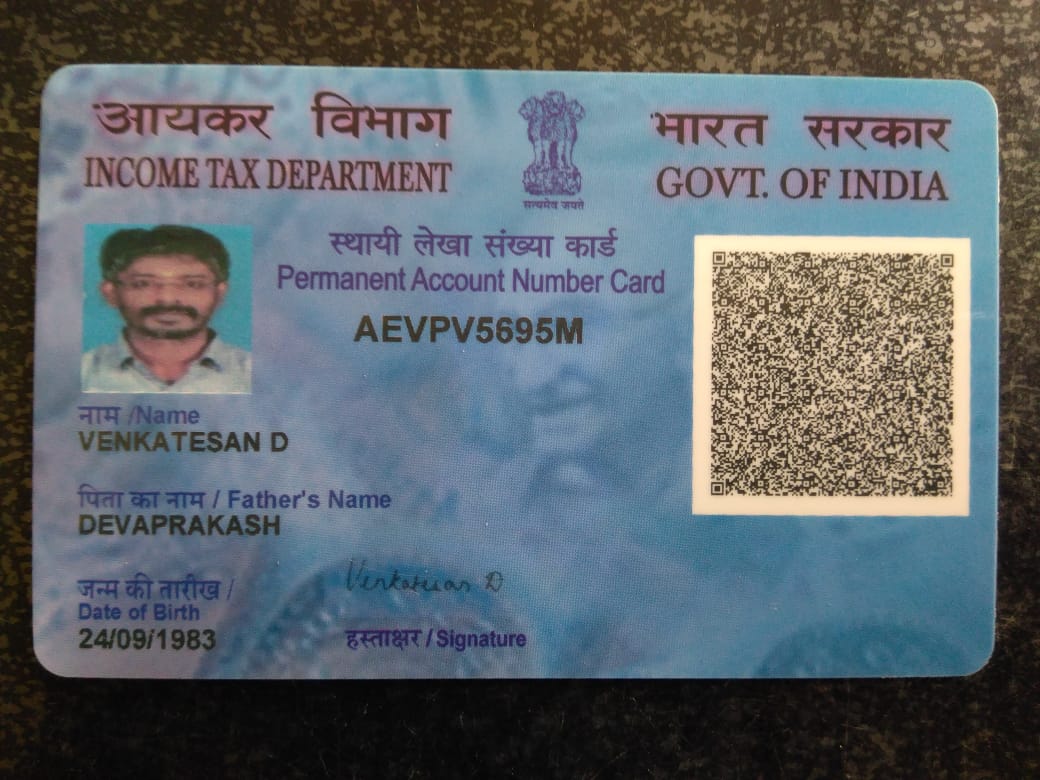 आयकर विभाग
INCOME TAX DEPARTMENT
सत्यमेव जयते
भारत सरकार
GOVT. OF INDIA
स्थायी लेखा संख्या कार्ड
Permanent Account Number Card
AEVPV5695M
नाम /Name
VENKATESAN D
पिता का नाम / Father's Name
DEVAPRAKASH
जन्म की तारीख /
Date of Birth
24/09/1983
Venkatesan D
हस्ताक्षर / Signature